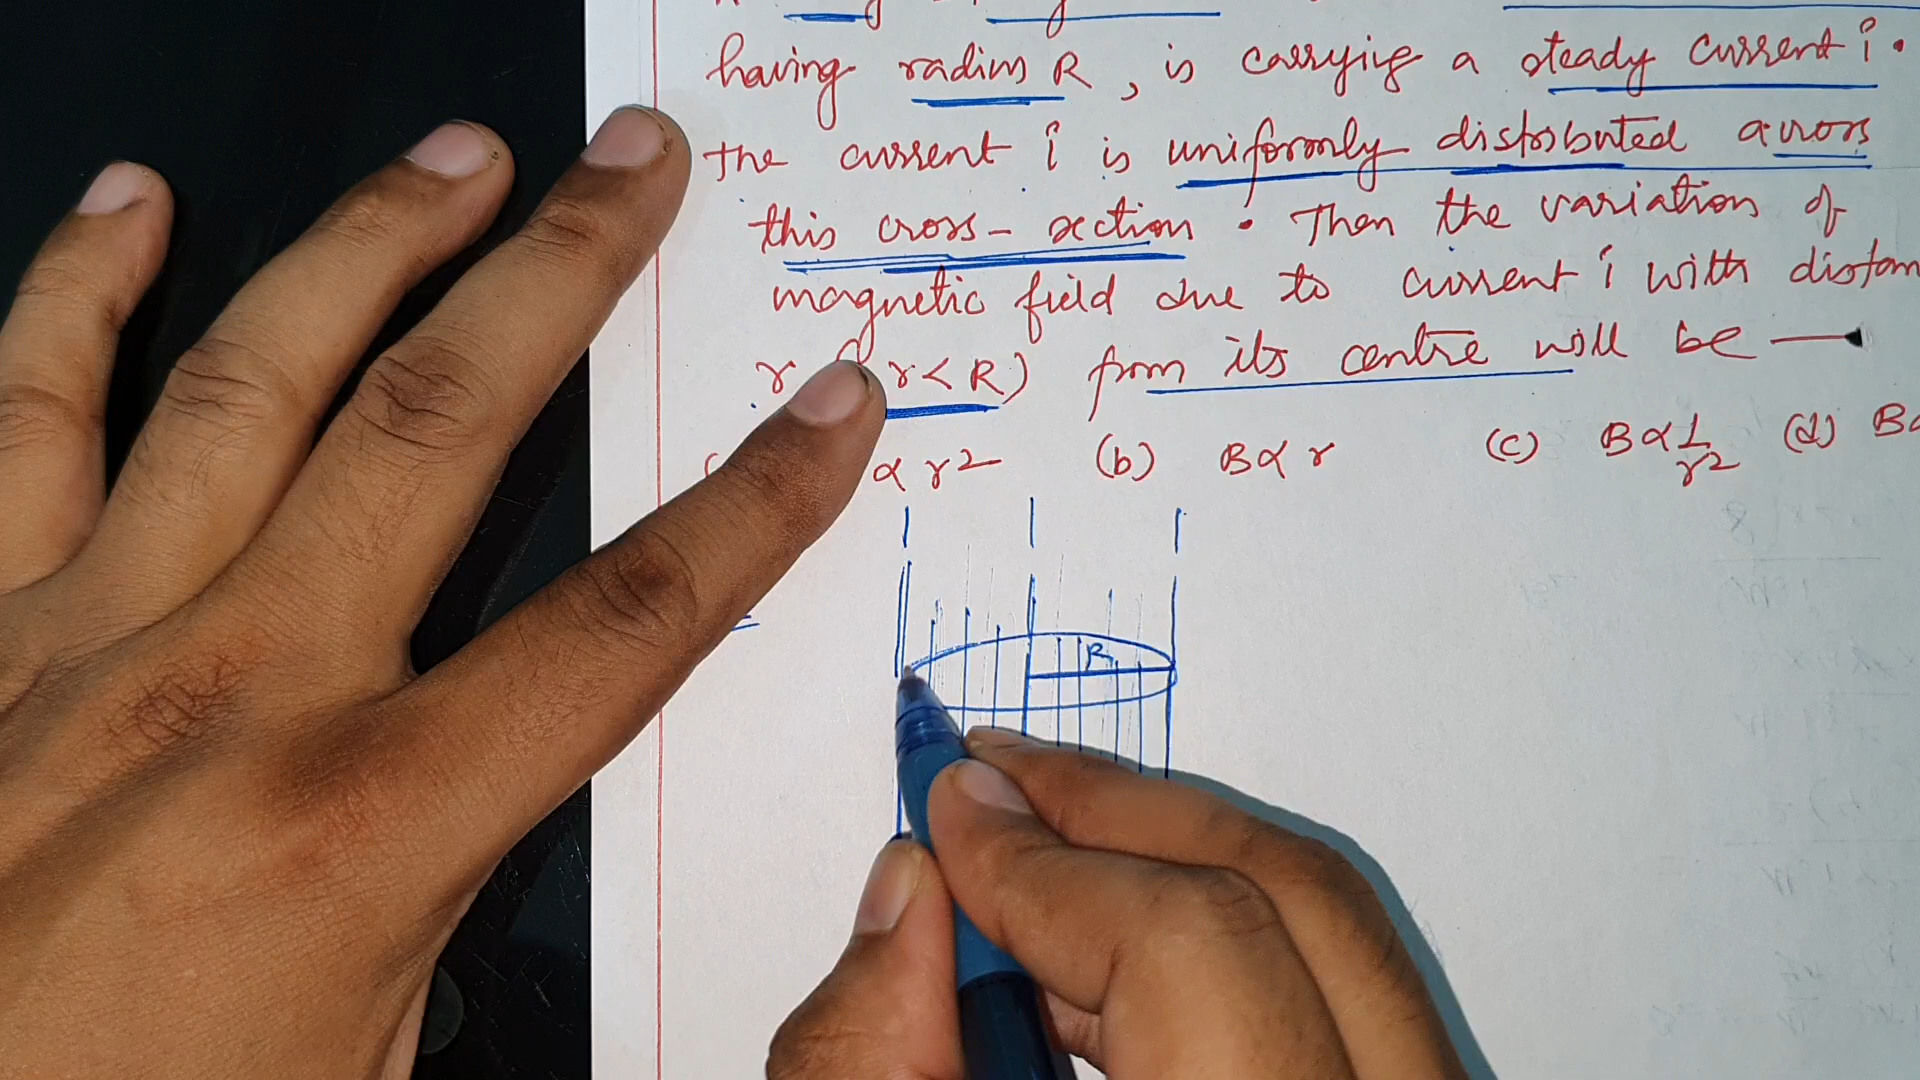 having radius R, is carrying a steady current i.
the current i is uniformly distributed across
this cross-section. Then the variation of
magnetic field due to current i with distan
r r<R) from its centre will be —
α r² (b) B α r (c) B α 1/r² (d) B
R